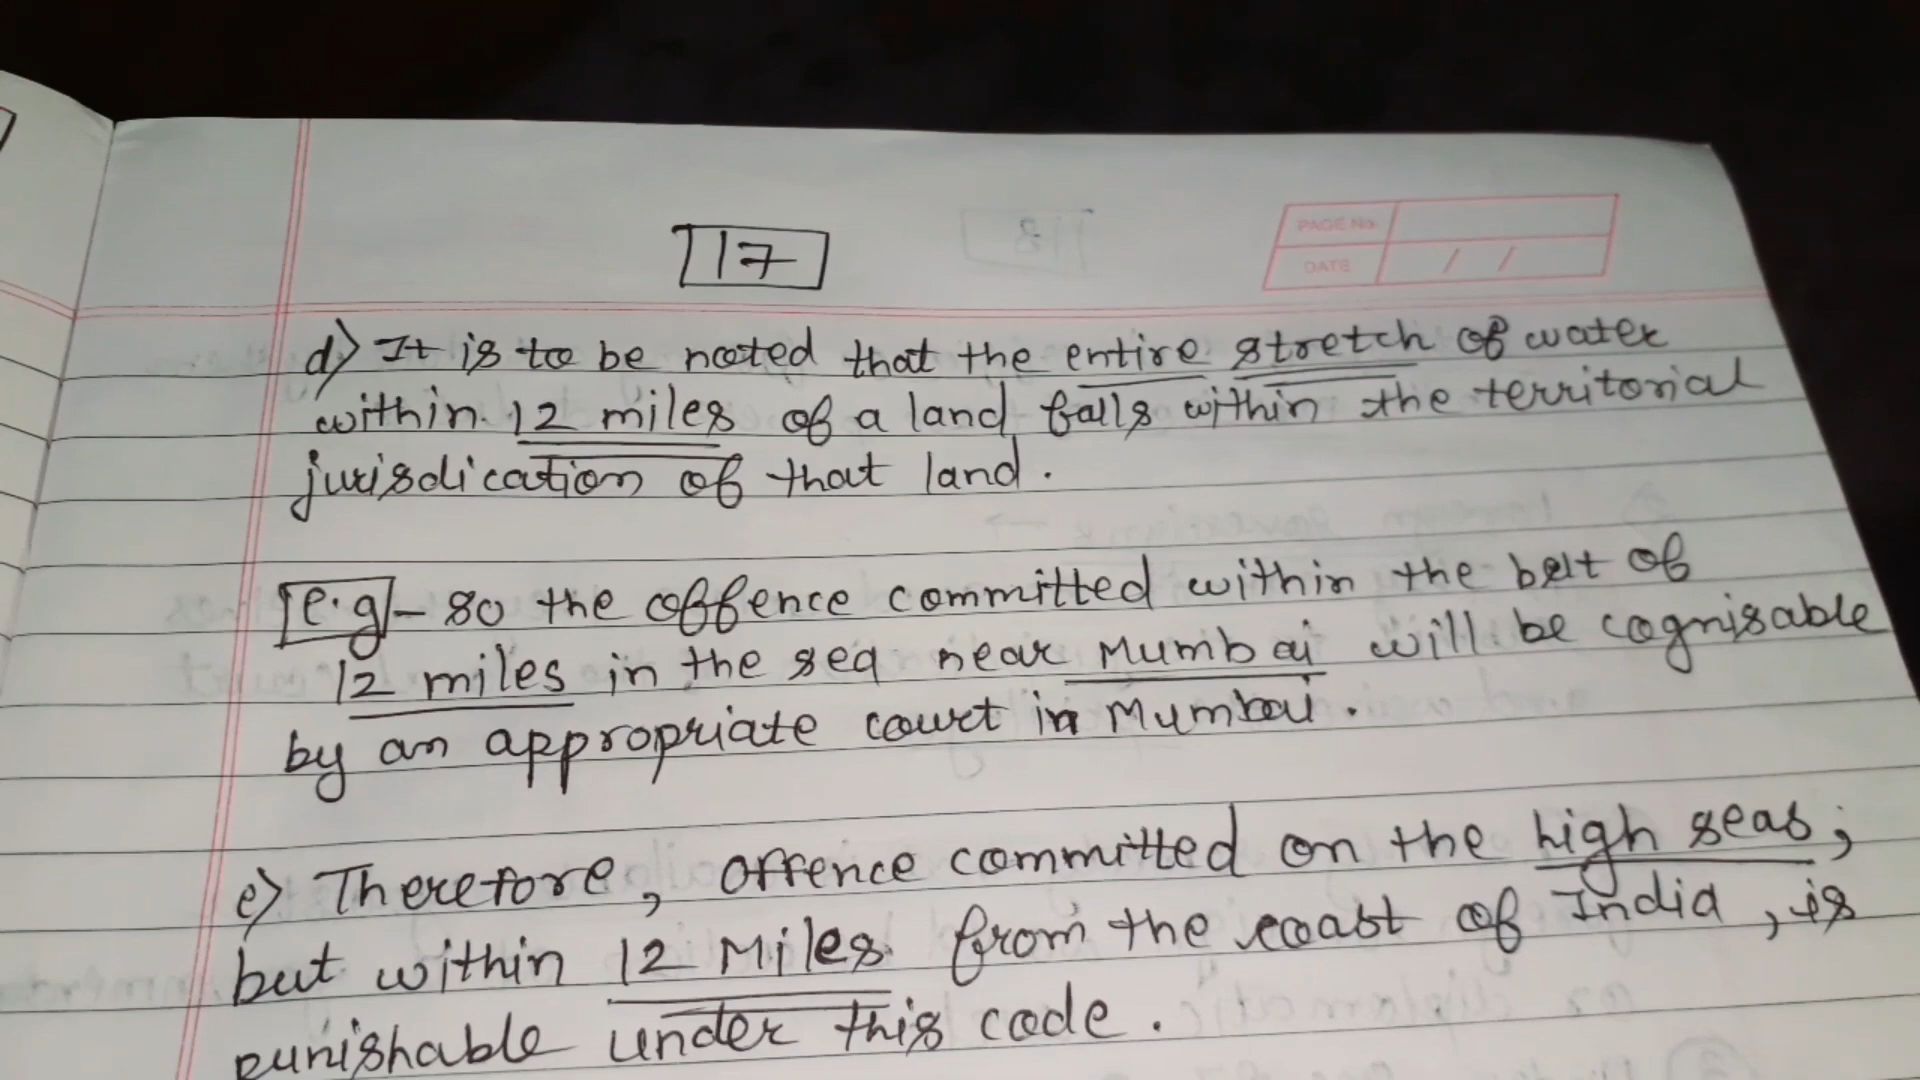 17
PAGE No.
DATE / /
d) It is to be noted that the entire stretch of water
within 12 miles of a land falls within the territorial
jurisdication of that land.
e.g - so the offence committed within the belt of
12 miles in the sea near Mumbai will be cognisable
by an appropriate court in Mumbai.
e) Therefore, offence committed on the high seas,
but within 12 Miles from the coast of India, is
punishable under this code.